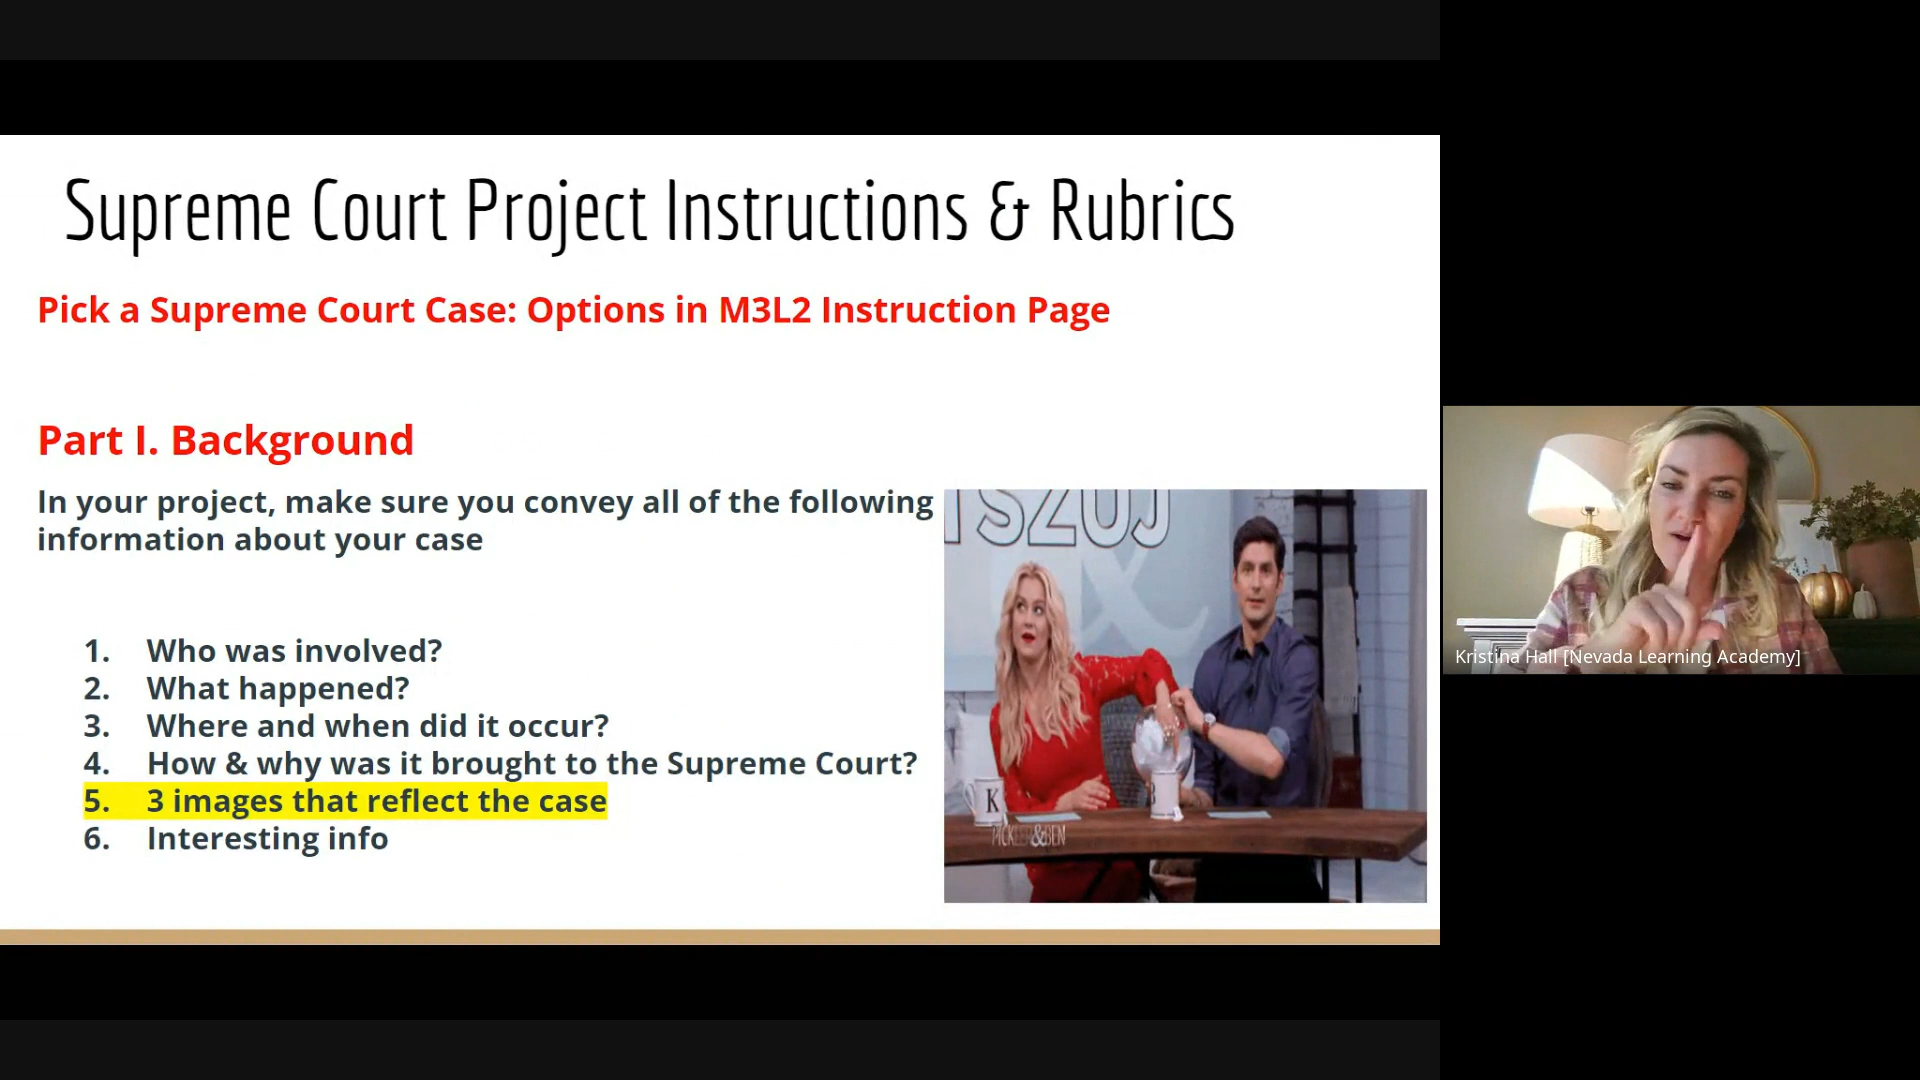 Supreme Court Project Instructions & Rubrics
Pick a Supreme Court Case: Options in M3L2 Instruction Page
Part I. Background
In your project, make sure you convey all of the following
information about your case
1. Who was involved?
2. What happened?
3. Where and when did it occur?
4. How & why was it brought to the Supreme Court?
5. 3 images that reflect the case
6. Interesting info
K
&
Kristina Hall [Nevada Learning Academy]